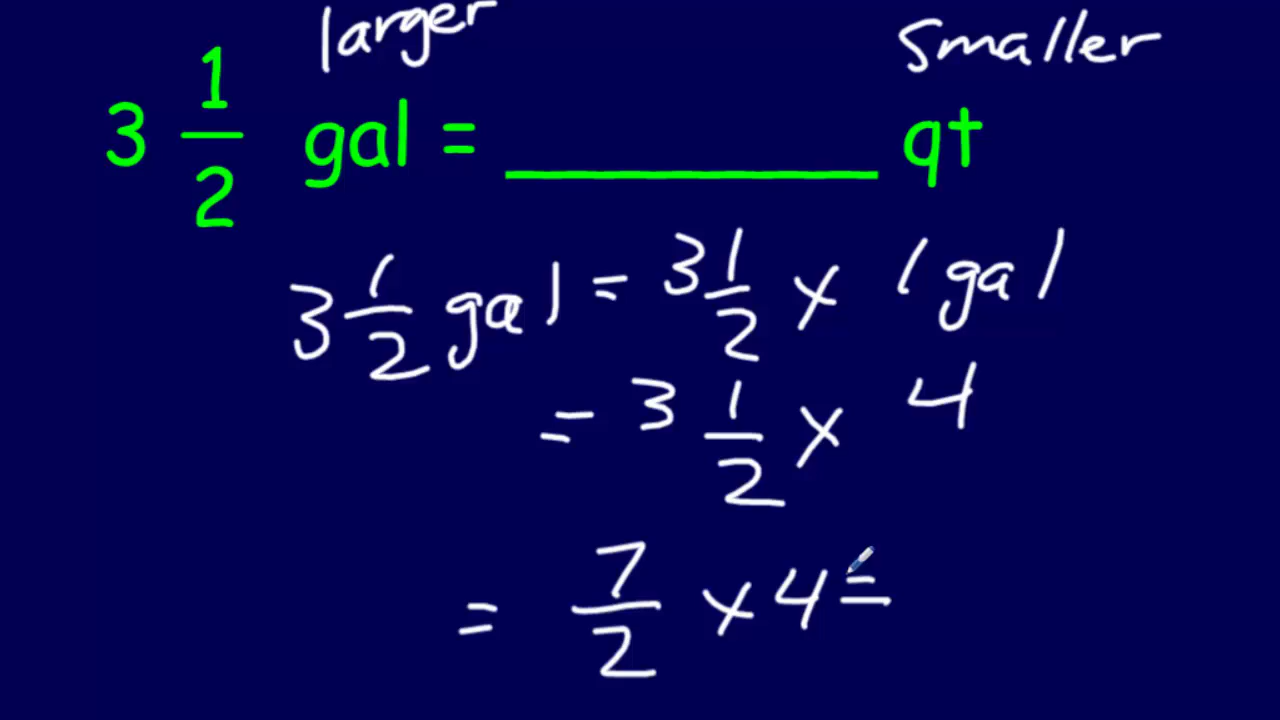 larger smaller
3 1/2 gal = __________ qt
3 1/2 gal = 3 1/2 x 1 gal
= 3 1/2 x 4
= 7/2 x 4 =